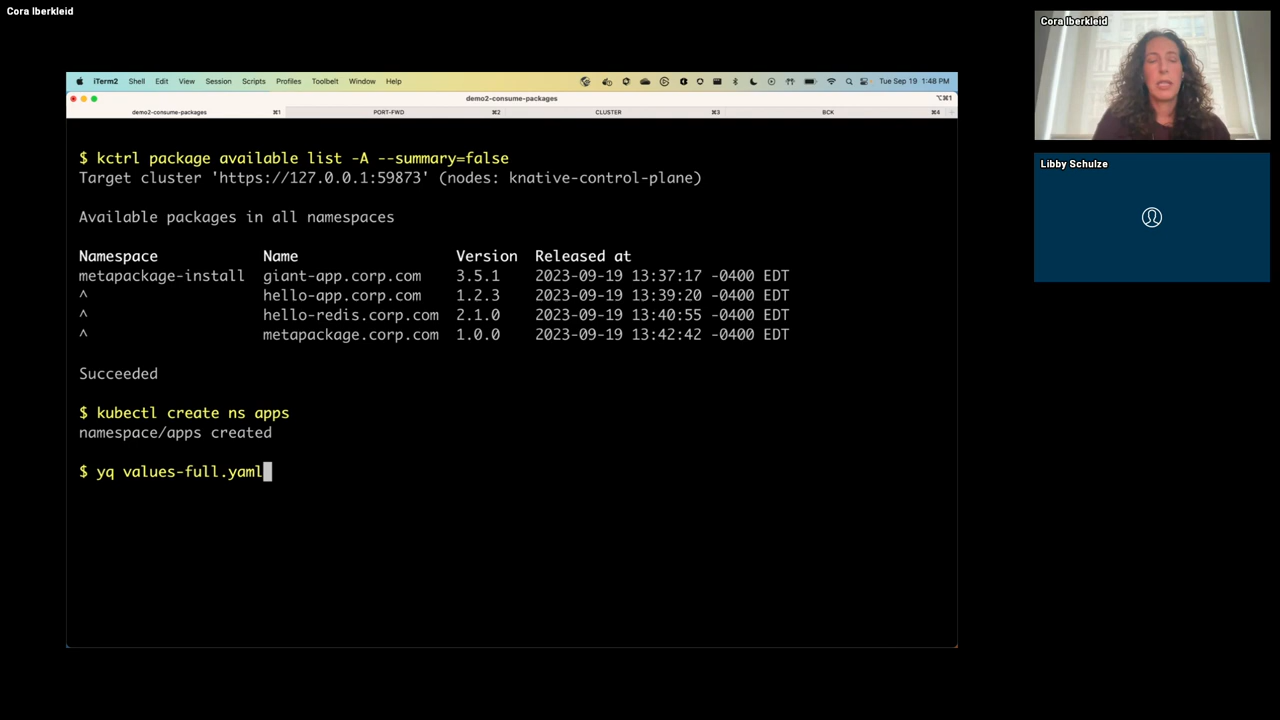 Cora Iberkleid
Cora Iberkleid
Libby Schulze
iTerm2 Shell Edit View Session Scripts Profiles Toolbelt Window Help Tue Sep 19 1:48 PM
demo2-consume-packages ⌥⌘1
demo2-consume-packages ⌘1 PORT-FWD ⌘2 CLUSTER ⌘3 BCK ⌘4
$ kctrl package available list -A --summary=false
Target cluster 'https://127.0.0.1:59873' (nodes: knative-control-plane)
Available packages in all namespaces
Namespace Name Version Released at
metapackage-install giant-app.corp.com 3.5.1 2023-09-19 13:37:17 -0400 EDT
^ hello-app.corp.com 1.2.3 2023-09-19 13:39:20 -0400 EDT
^ hello-redis.corp.com 2.1.0 2023-09-19 13:40:55 -0400 EDT
^ metapackage.corp.com 1.0.0 2023-09-19 13:42:42 -0400 EDT
Succeeded
$ kubectl create ns apps
namespace/apps created
$ yq values-full.yaml